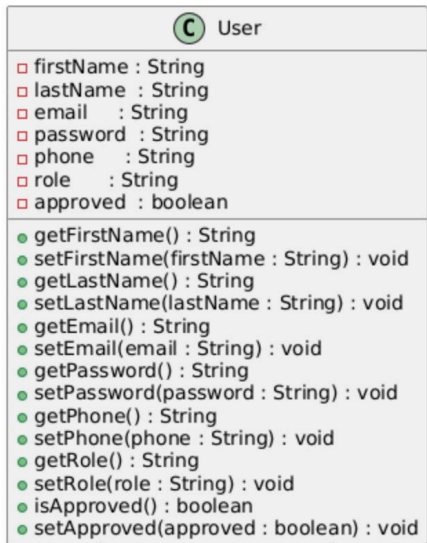 C User
firstName : String
lastName : String
email : String
password : String
phone : String
role : String
approved : boolean
getFirstName() : String
setFirstName(firstName : String) : void
getLastName() : String
setLastName(lastName : String) : void
getEmail() : String
setEmail(email : String) : void
getPassword() : String
setPassword(password : String) : void
getPhone() : String
setPhone(phone : String) : void
getRole() : String
setRole(role : String) : void
isApproved() : boolean
setApproved(approved : boolean) : void